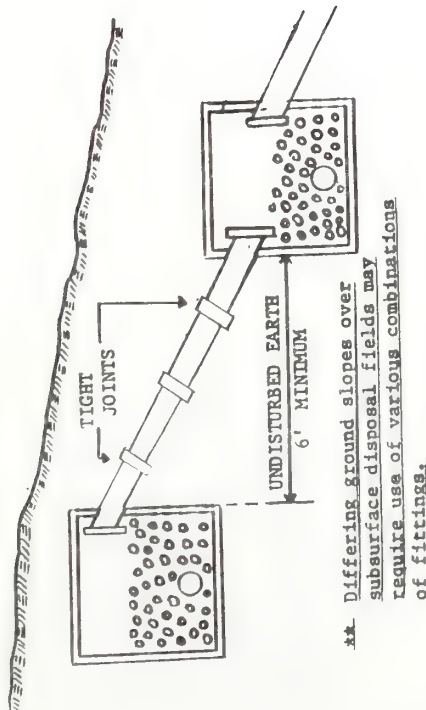 TIGHT
JOINTS
UNDISTURBED EARTH
6' MINIMUM
** Differing ground slopes over
subsurface disposal fields may
require use of various combinations
of fittings.